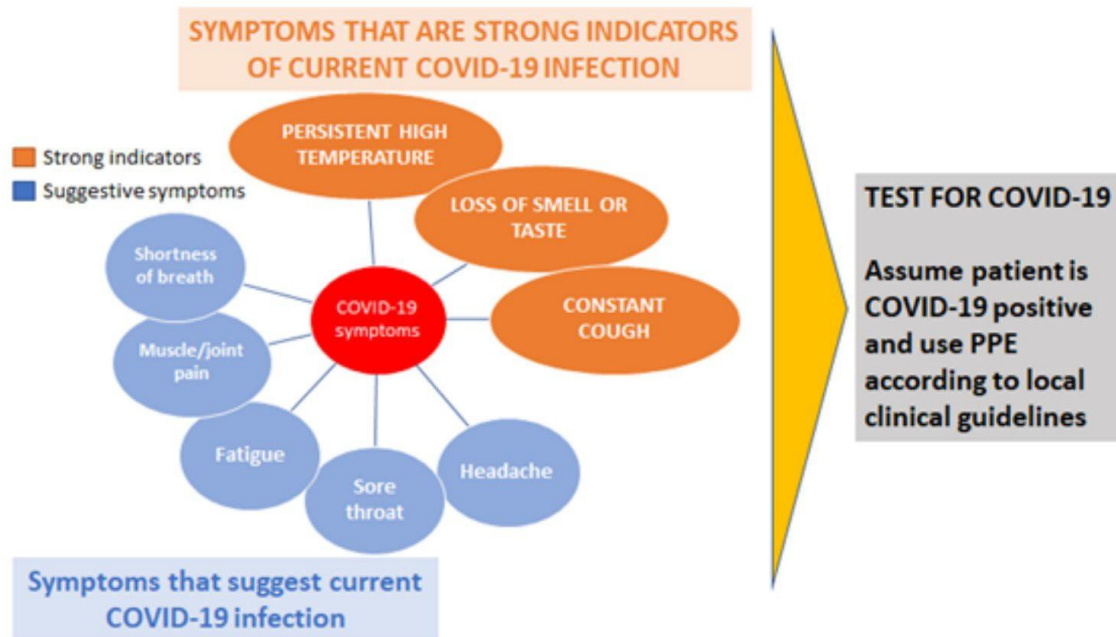 SYMPTOMS THAT ARE STRONG INDICATORS
OF CURRENT COVID-19 INFECTION
PERSISTENT HIGH
TEMPERATURE
Strong indicators
Suggestive symptoms
LOSS OF SMELL OR
TASTE
Shortness
of breath
COVID-19
symptoms
CONSTANT
COUGH
Muscle/joint
pain
Fatigue
Sore
throat
Headache
Symptoms that suggest current
COVID-19 infection
TEST FOR COVID-19
Assume patient is
COVID-19 positive
and use PPE
according to local
clinical guidelines